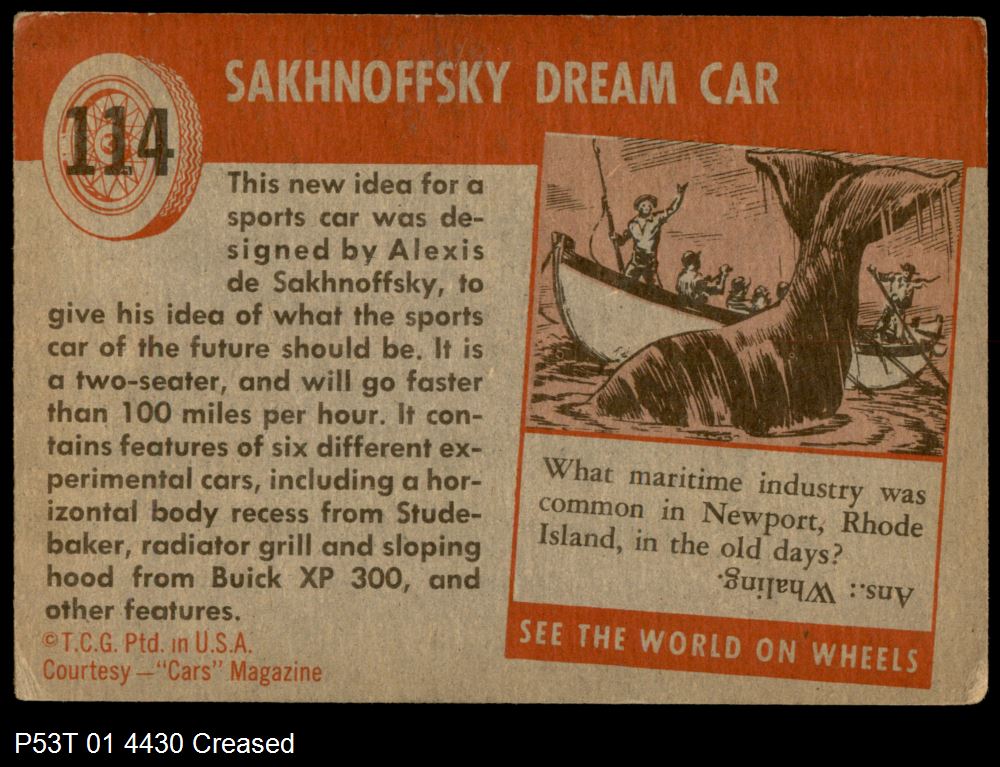 SAKHNOFFSKY DREAM CAR
114
This new idea for a
sports car was de-
signed by Alexis
de Sakhnoffsky, to
give his idea of what the sports
car of the future should be. It is
a two-seater, and will go faster
than 100 miles per hour. It con-
tains features of six different ex-
perimental cars, including a hor-
izontal body recess from Stude-
baker, radiator grill and sloping
hood from Buick XP 300, and
other features.
©T.C.G. Ptd. in U.S.A.
Courtesy—"Cars" Magazine
What maritime industry was
common in Newport, Rhode
Island, in the old days?
Ans.: Whaling.
SEE THE WORLD ON WHEELS
P53T 01 4430 Creased